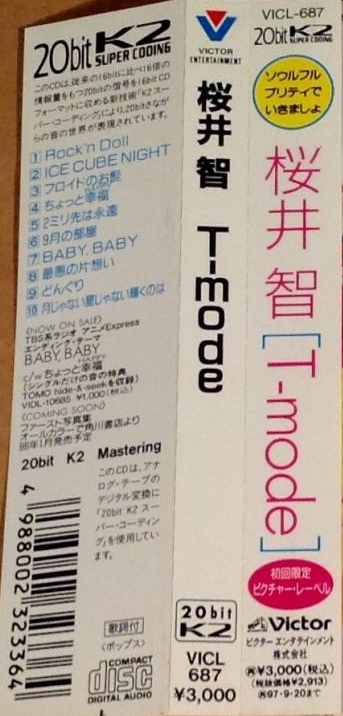 20bit K2
SUPER CODING
このCDは、従来の16bitに比べ16倍の
情報量をもつ20bitの信号を16bit CD
フォーマットに収める新技術「K2スー
パー・コーディング」により、20bitさなが
らの音の世界が表現されています。
1 Rock'n Doll
2 ICE CUBE NIGHT
3 フロイドのお髭
HAPPY
4 ちょっと幸福
5 2ミリ先は永遠
6 9月の部屋
7 BABY, BABY
8 最悪の片想い
9 どんぐり
10 月じゃない星じゃない輝くのは
〈NOW ON SALE〉
TBS系ラジオ アニメExpress
エンディング・テーマ
BABY, BABY
HAPPY
c/w ちょっと幸福
(シングルだけの音の特典
TOMO hide-&-seekを収録)
VIDL-10685 ¥1,000(税込)
〈COMING SOON〉
ファースト写真集
オールカラーで角川書店より
96年1月発売予定
20bit K2 Mastering
このCDは、アナ
ログ・テープの
デジタル変換に
「20bit K2 スー
パー・コーディン
グ」を使用してい
ます。
4 988002 323364
歌詞付
〈ポップス〉
COMPACT
disc
DIGITAL AUDIO
VICTOR
ENTERTAINMENT
桜井 智 T-mode
20bit
K2
VICL
687
¥3,000
VICL-687
20bit K2
SUPER CODING
ソウルフル
プリティで
いきましょ
桜井 智[T-mode]
初回限定
ピクチャー・レーベル
Victor
ビクターエンタテインメント
株式会社
¥3,000(税込)
(税抜価格¥2,913)
97・9・20まで